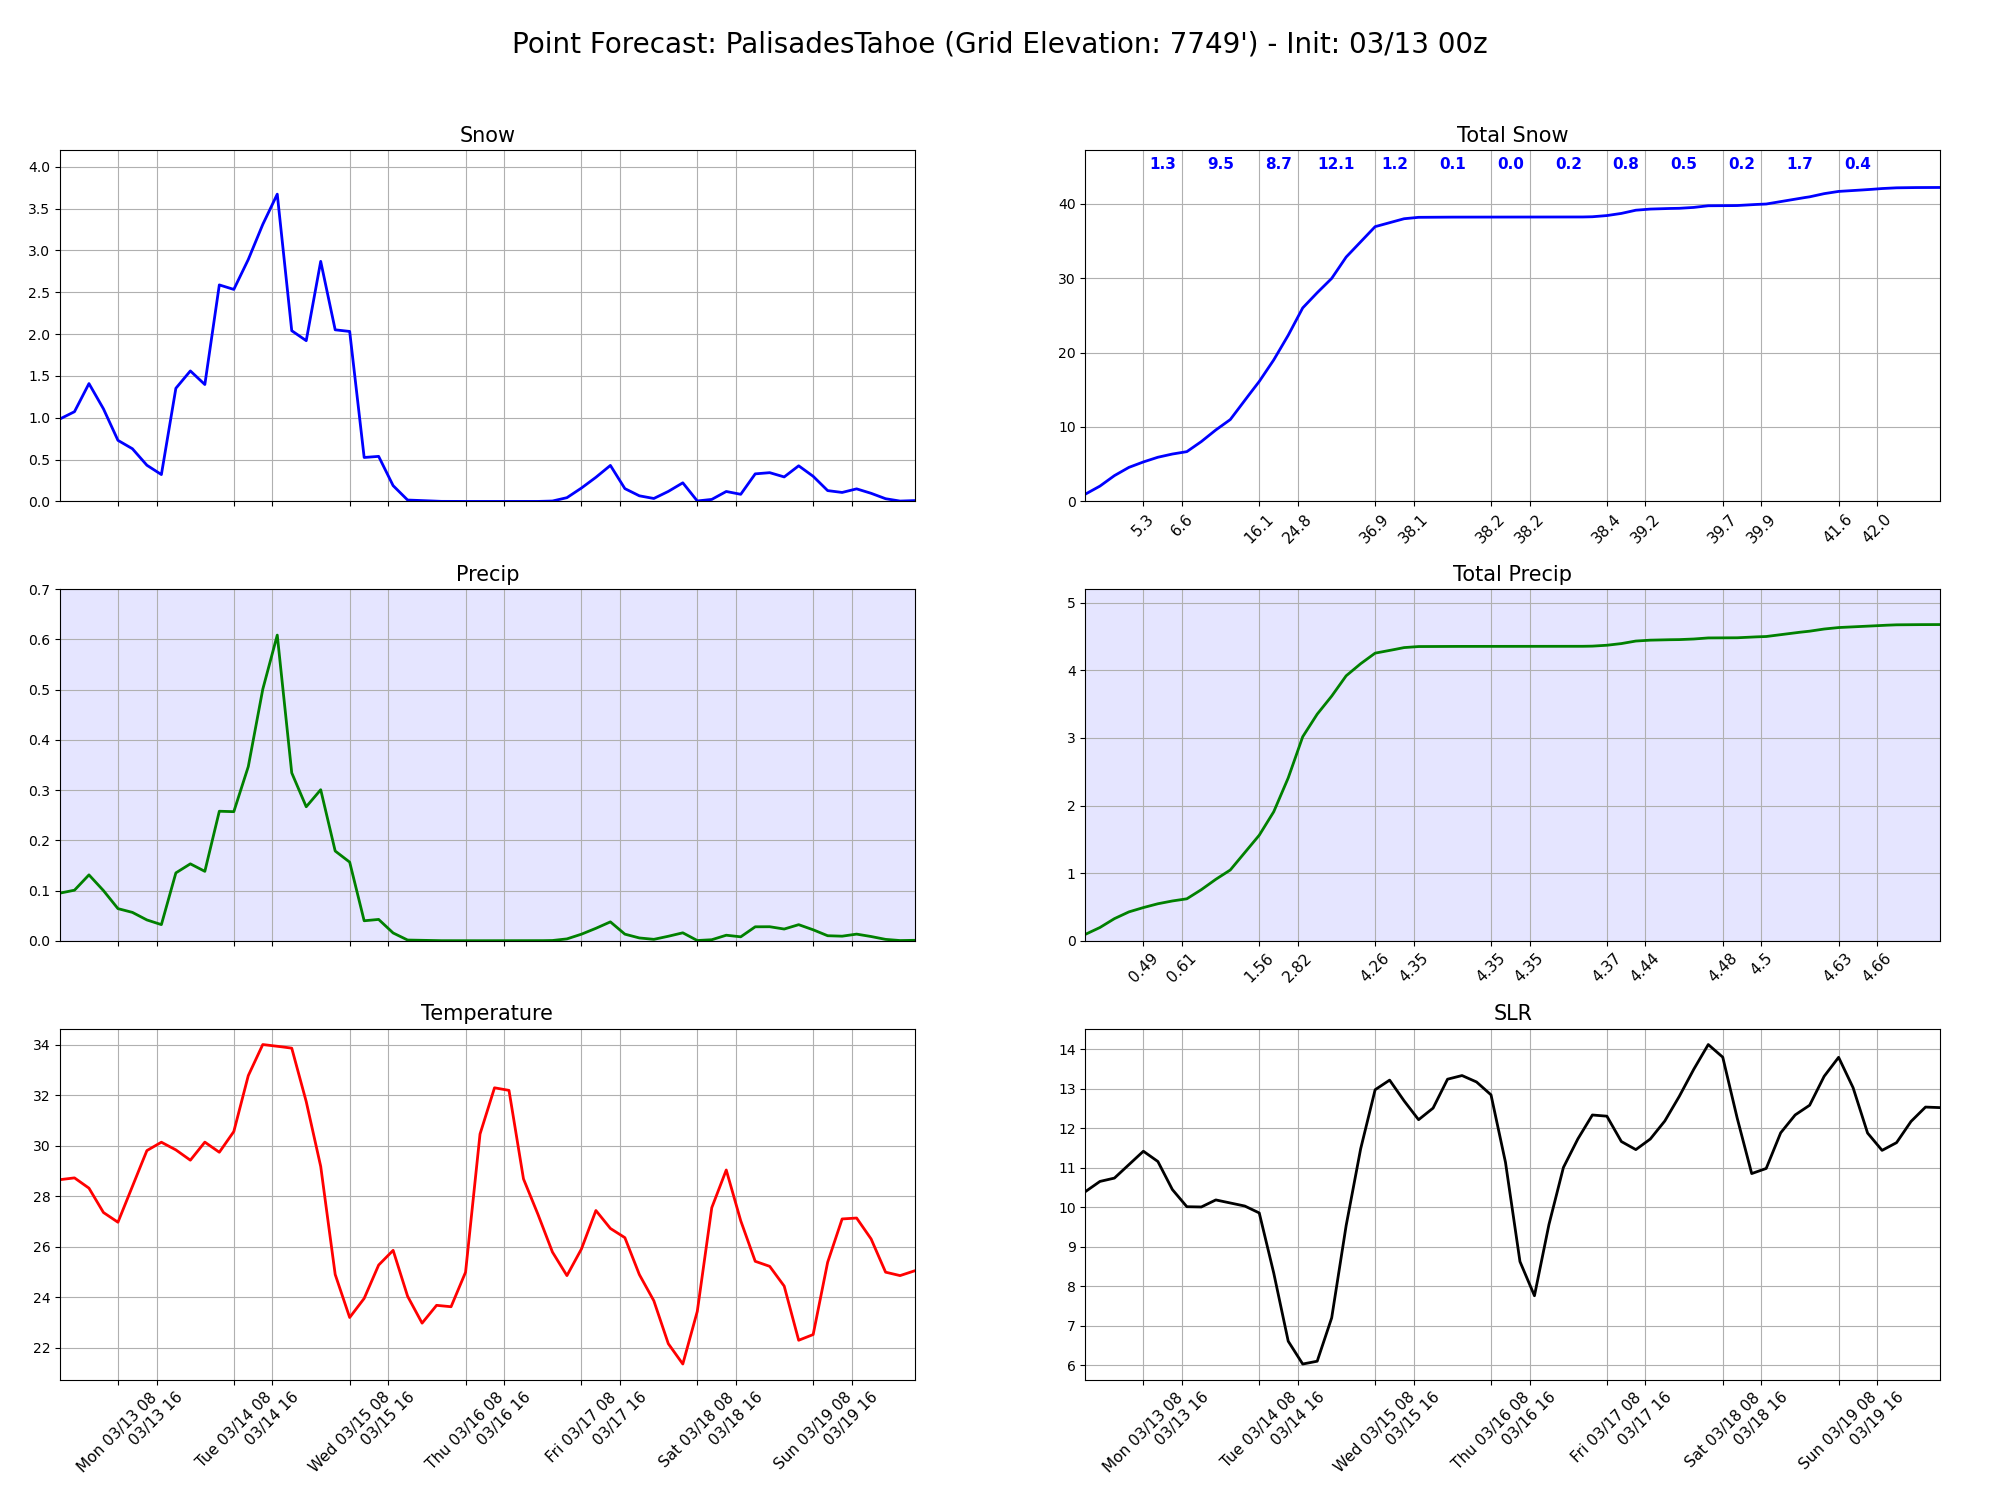 Point Forecast: PalisadesTahoe (Grid Elevation: 7749') - Init: 03/13 00z
Snow
4.0
3.5
3.0
2.5
2.0
1.5
1.0
0.5
0.0
Total Snow
1.3 9.5 8.7 12.1 1.2 0.1 0.0 0.2 0.8 0.5 0.2 1.7 0.4
40
30
20
10
0
5.3 6.6 16.1 24.8 36.9 38.1 38.2 38.2 38.4 39.2 39.7 39.9 41.6 42.0
Precip
0.7
0.6
0.5
0.4
0.3
0.2
0.1
0.0
Total Precip
5
4
3
2
1
0
0.49 0.61 1.56 2.82 4.26 4.35 4.35 4.35 4.37 4.44 4.48 4.5 4.63 4.66
Temperature
34
32
30
28
26
24
22
Mon 03/13 08
03/13 16
Tue 03/14 08
03/14 16
Wed 03/15 08
03/15 16
Thu 03/16 08
03/16 16
Fri 03/17 08
03/17 16
Sat 03/18 08
03/18 16
Sun 03/19 08
03/19 16
SLR
14
13
12
11
10
9
8
7
6
Mon 03/13 08
03/13 16
Tue 03/14 08
03/14 16
Wed 03/15 08
03/15 16
Thu 03/16 08
03/16 16
Fri 03/17 08
03/17 16
Sat 03/18 08
03/18 16
Sun 03/19 08
03/19 16